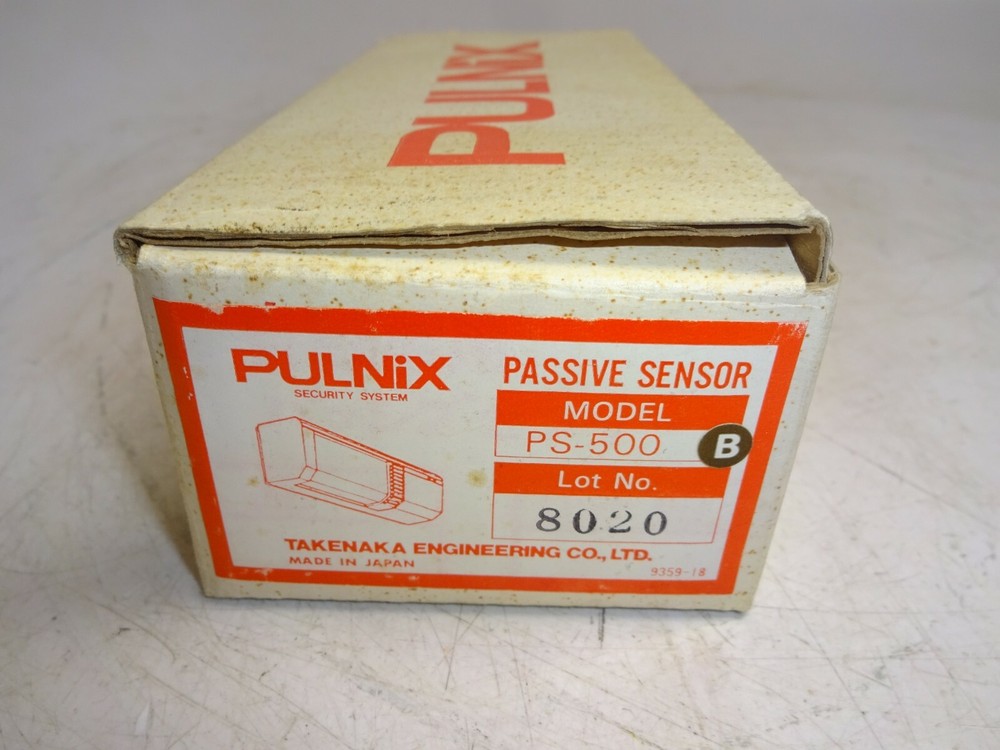 PULNiX
PULNiX
SECURITY SYSTEM
PASSIVE SENSOR
MODEL
PS-500 B
Lot No.
8020
TAKENAKA ENGINEERING CO., LTD.
MADE IN JAPAN
9359-18